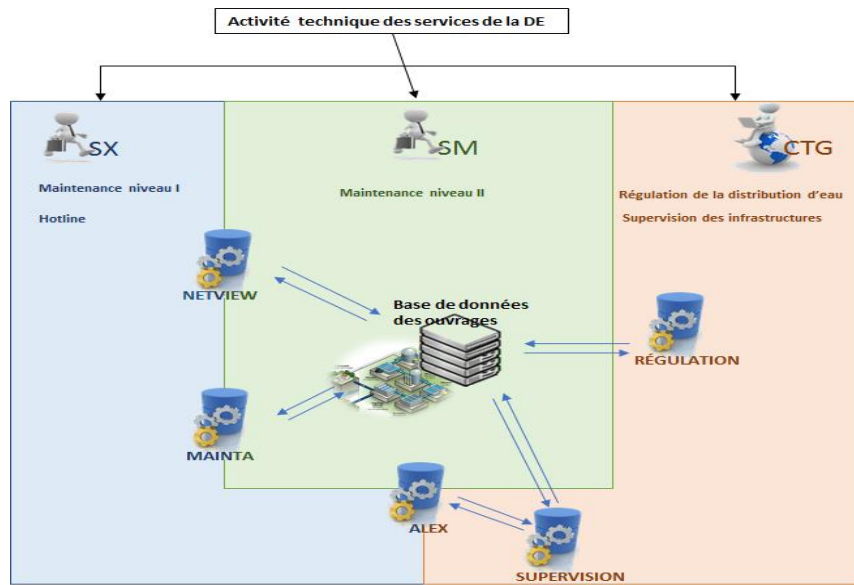 Activité technique des services de la DE
SX
SM
CTG
Maintenance niveau I
Hotline
Maintenance niveau II
Régulation de la distribution d'eau
Supervision des infrastructures
NETVIEW
Base de données
des ouvrages
RÉGULATION
MAINTA
ALEX
SUPERVISION